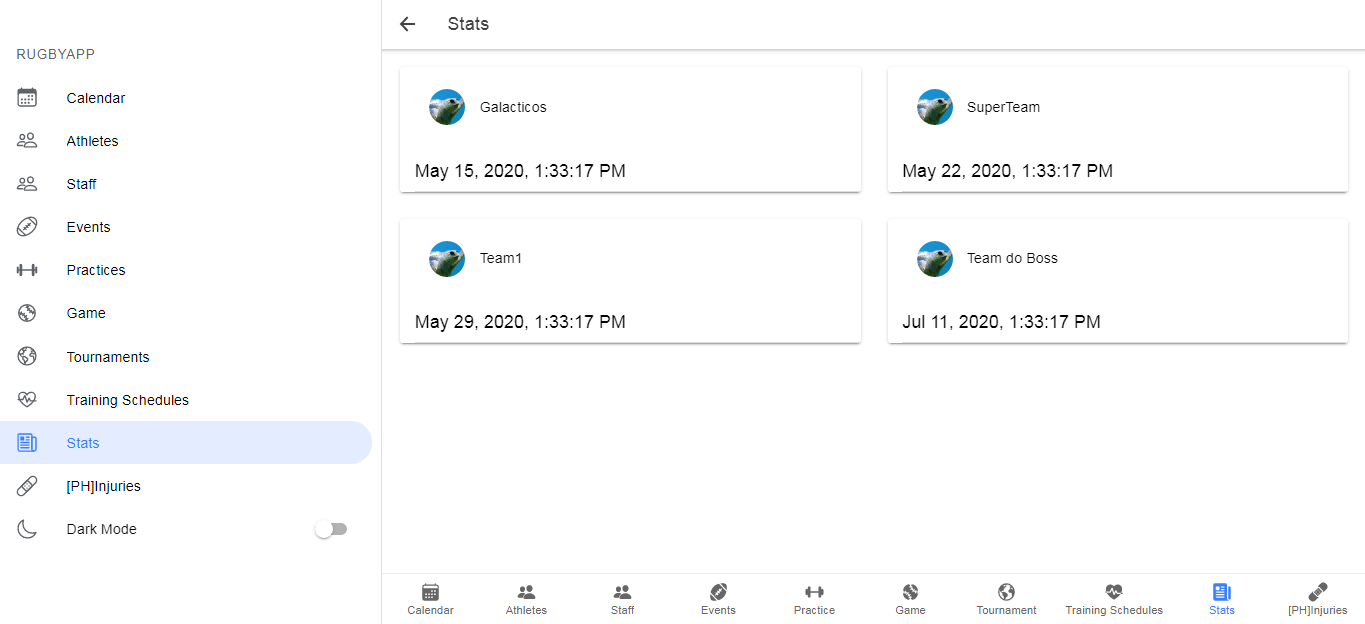 RUGBYAPP
Calendar
Athletes
Staff
Events
Practices
Game
Tournaments
Training Schedules
Stats
[PH]Injuries
Dark Mode
Stats
Galacticos
May 15, 2020, 1:33:17 PM
SuperTeam
May 22, 2020, 1:33:17 PM
Team1
May 29, 2020, 1:33:17 PM
Team do Boss
Jul 11, 2020, 1:33:17 PM
Calendar
Athletes
Staff
Events
Practice
Game
Tournament
Training Schedules
Stats
[PH]Injuries